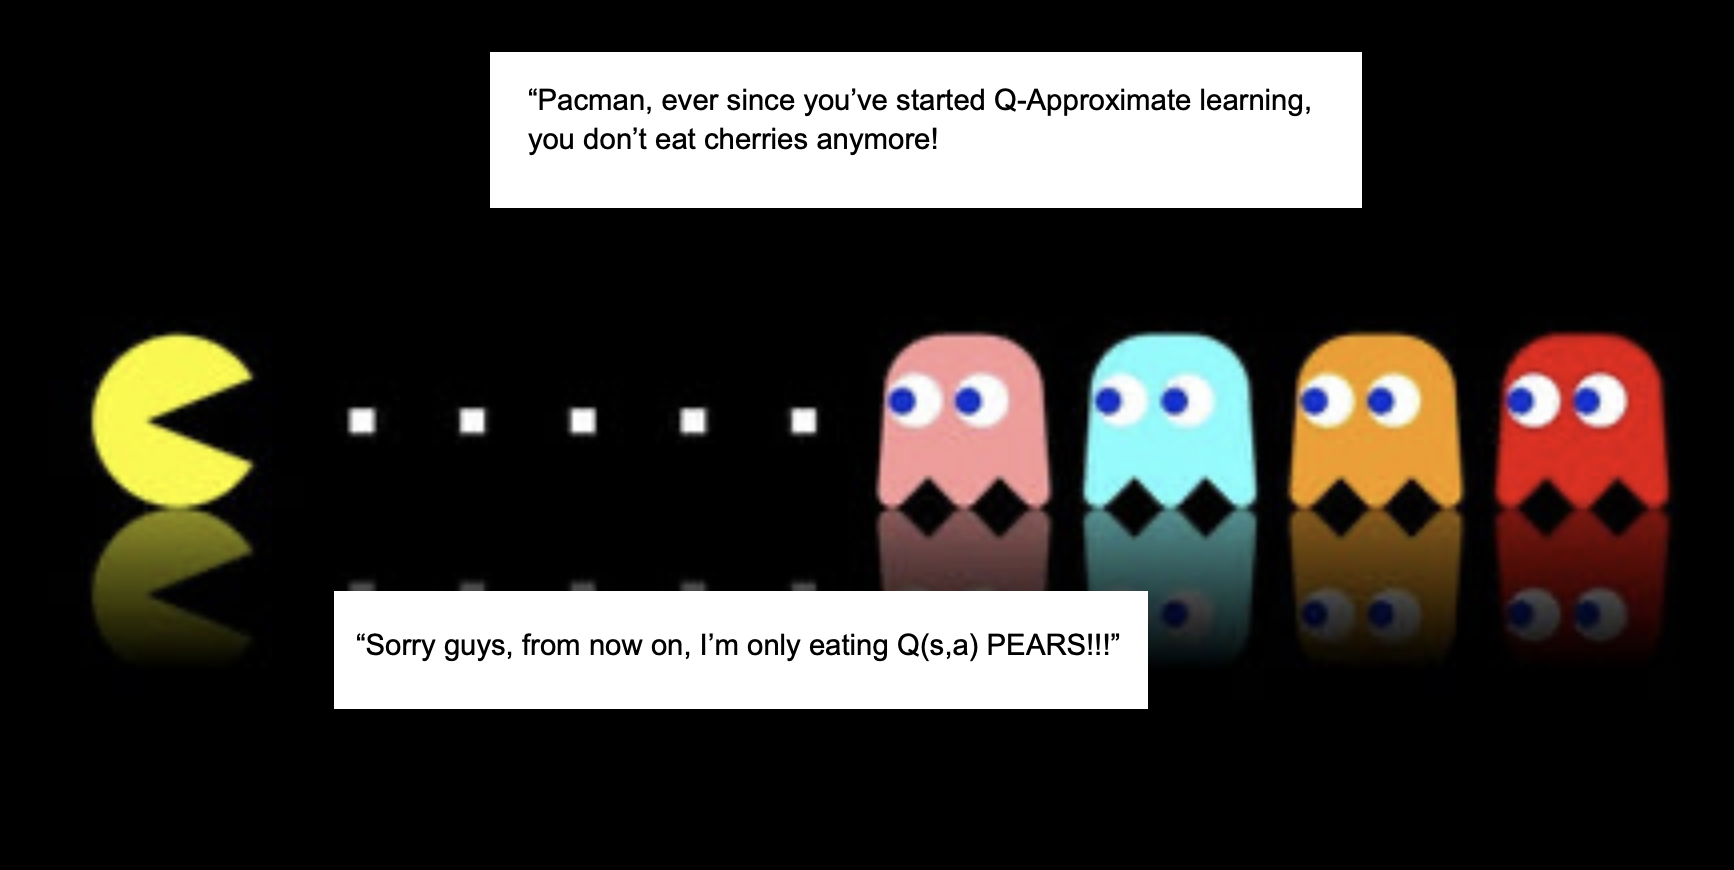 “Pacman, ever since you’ve started Q-Approximate learning,
you don’t eat cherries anymore!
“Sorry guys, from now on, I’m only eating Q(s,a) PEARS!!!”